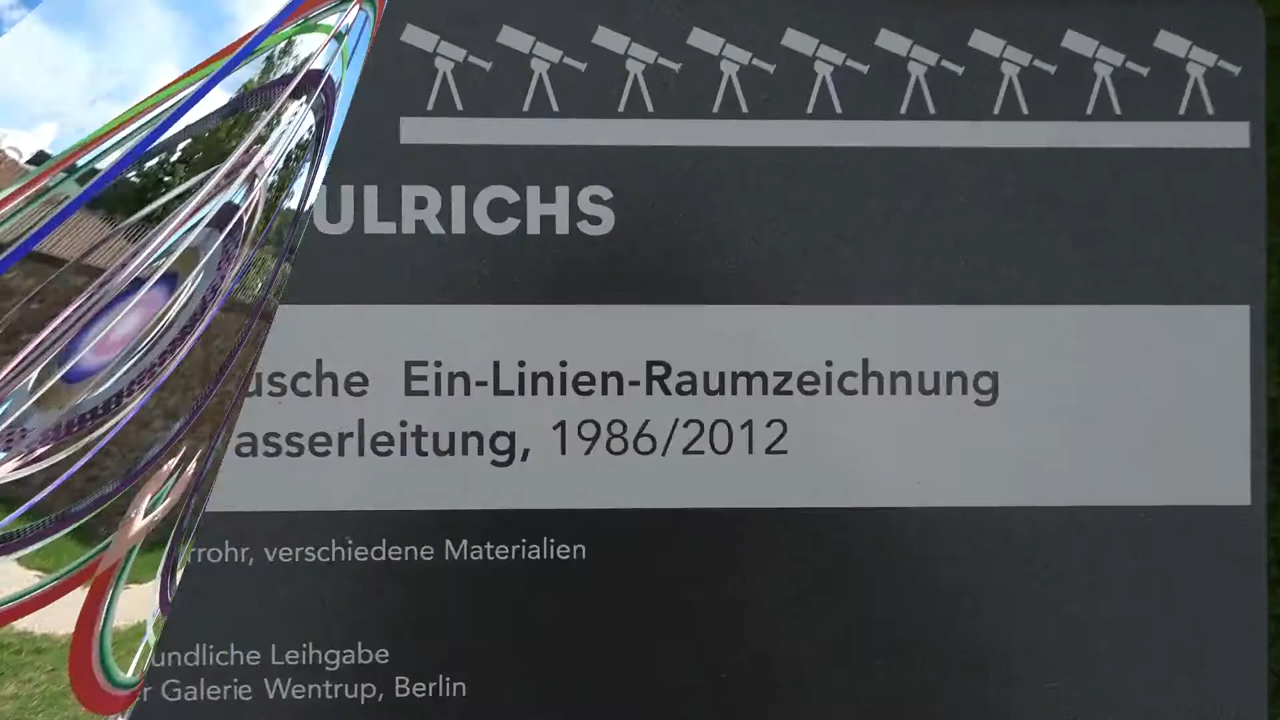 ULRICHS
usche Ein-Linien-Raumzeichnung
asserleitung, 1986/2012
rrohr, verschiedene Materialien
undliche Leihgabe
r Galerie Wentrup, Berlin